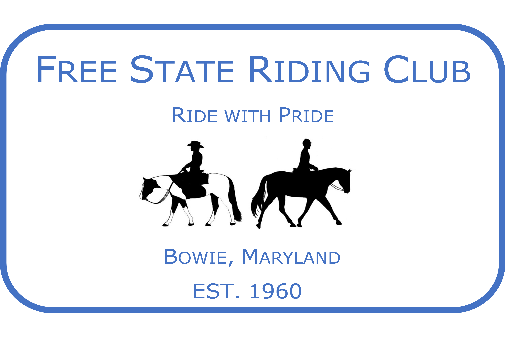 FREE STATE RIDING CLUB
RIDE WITH PRIDE
BOWIE, MARYLAND
EST. 1960